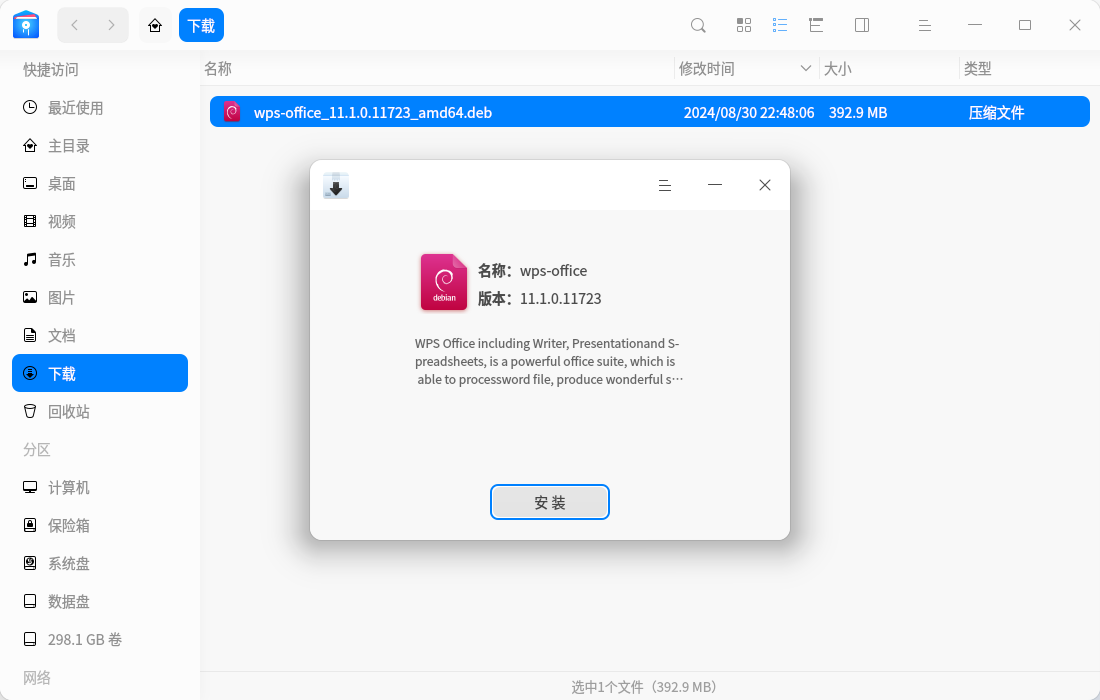 下载
快捷访问
最近使用
主目录
桌面
视频
音乐
图片
文档
下载
回收站
分区
计算机
保险箱
系统盘
数据盘
298.1 GB 卷
网络
名称
修改时间
大小
类型
wps-office_11.1.0.11723_amd64.deb
2024/08/30 22:48:06
392.9 MB
压缩文件
debian
名称：wps-office
版本：11.1.0.11723
WPS Office including Writer, Presentationand S-
preadsheets, is a powerful office suite, which is
able to processword file, produce wonderful s…
安 装
选中1个文件（392.9 MB）